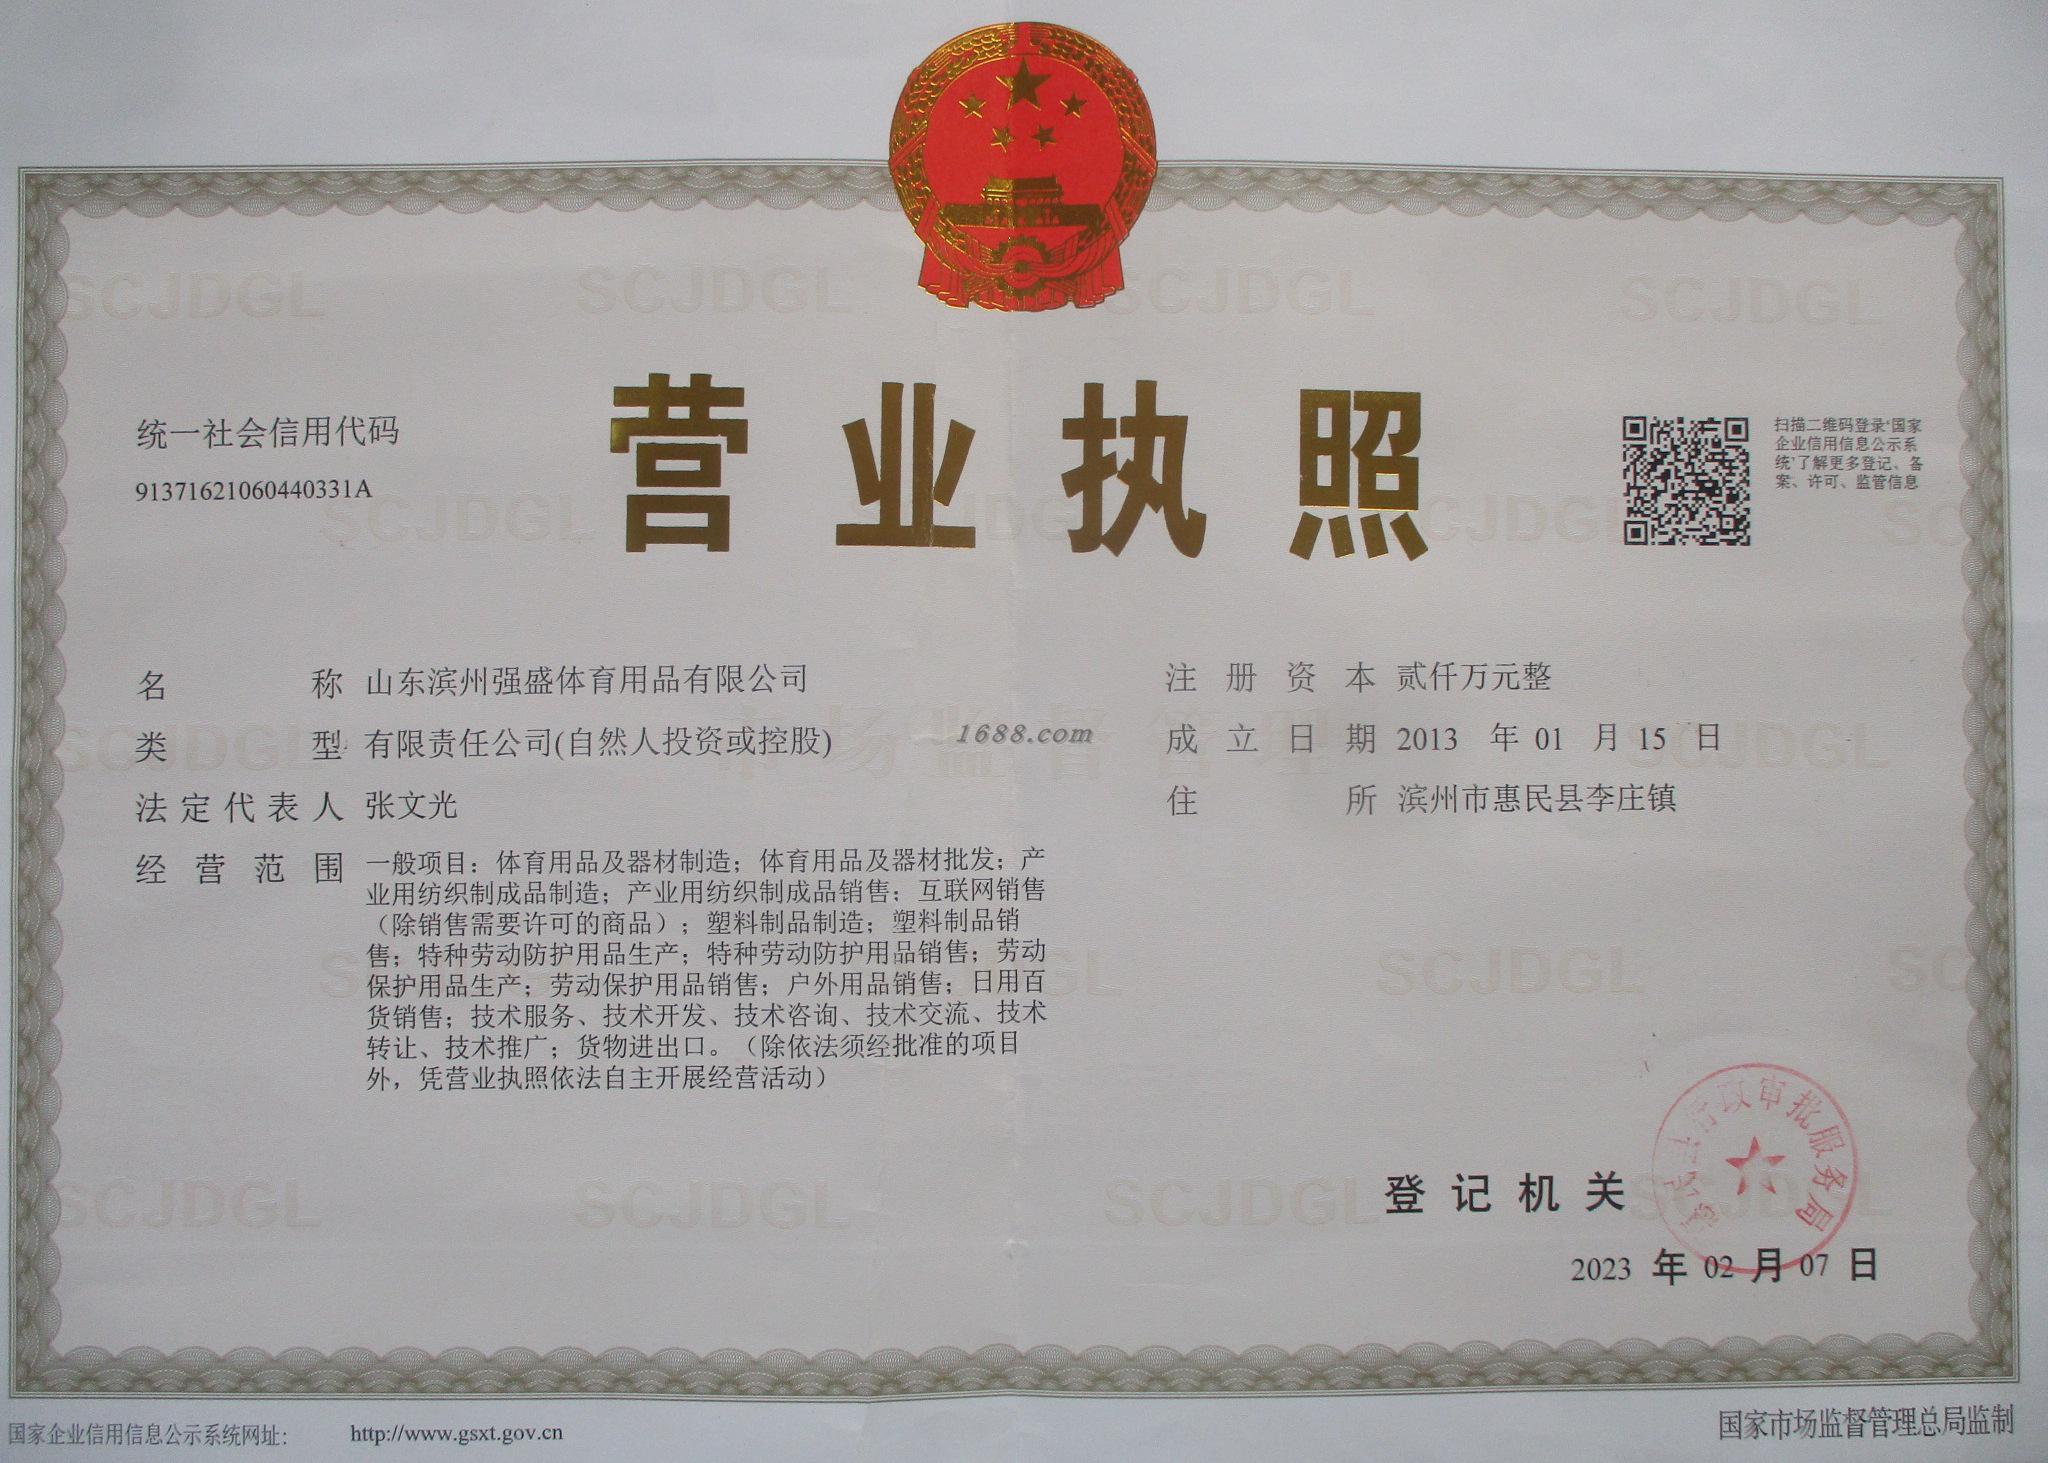 营业执照
统一社会信用代码
91371621060440331A
扫描二维码登录“国家
企业信用信息公示系
统”了解更多登记、备
案、许可、监管信息
名称 山东滨州强盛体育用品有限公司
类型 有限责任公司(自然人投资或控股)
法定代表人 张文光
经营范围 一般项目：体育用品及器材制造；体育用品及器材批发；产
业用纺织制成品制造；产业用纺织制成品销售；互联网销售
（除销售需要许可的商品）；塑料制品制造；塑料制品销
售；特种劳动防护用品生产；特种劳动防护用品销售；劳动
保护用品生产；劳动保护用品销售；户外用品销售；日用百
货销售；技术服务、技术开发、技术咨询、技术交流、技术
转让、技术推广；货物进出口。（除依法须经批准的项目
外，凭营业执照依法自主开展经营活动）
注册资本 贰仟万元整
成立日期 2013 年 01 月 15 日
住所 滨州市惠民县李庄镇
1688.com
市场监督管理
SCJDGL
登记机关
惠民县行政审批服务局
2023 年 02 月 07 日
国家企业信用信息公示系统网址： http://www.gsxt.gov.cn
国家市场监督管理总局监制